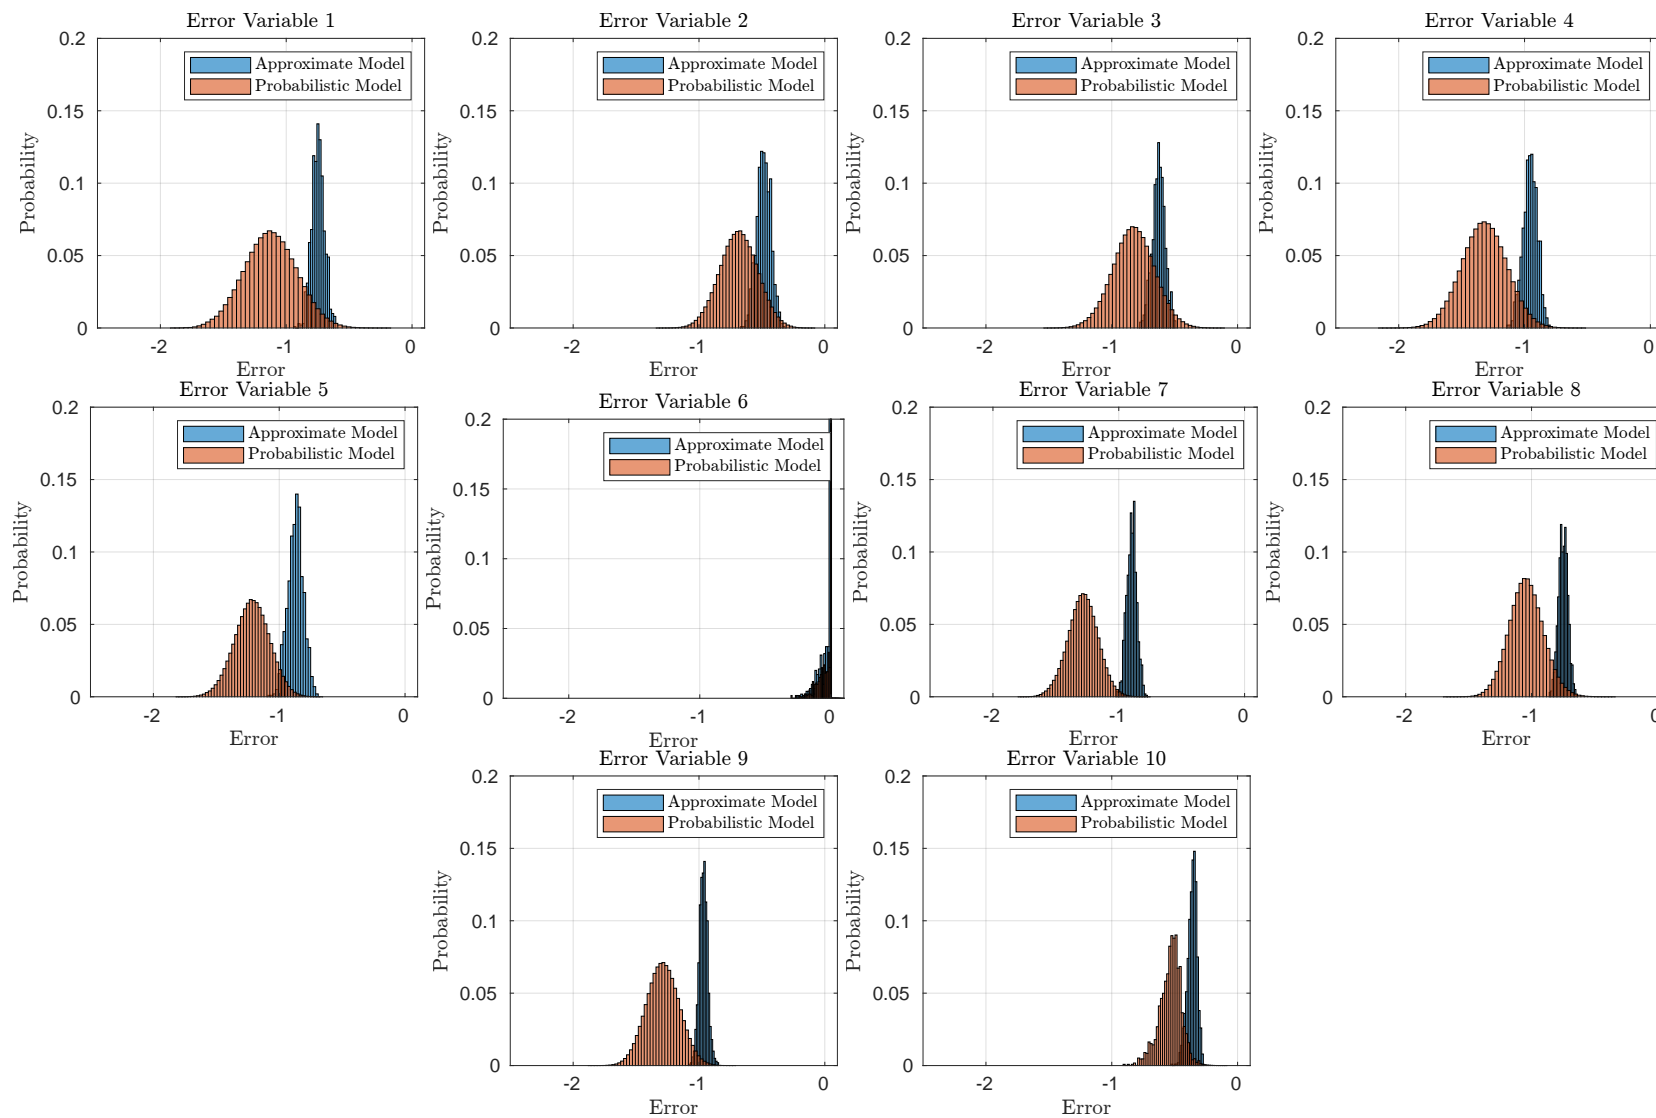 Error Variable 1
0.2
0.15
0.1
0.05
0
Probability
Approximate Model
Probabilistic Model
-2
-1
0
Error
Error Variable 2
0.2
0.15
0.1
0.05
0
Probability
Approximate Model
Probabilistic Model
-2
-1
0
Error
Error Variable 3
0.2
0.15
0.1
0.05
0
Probability
Approximate Model
Probabilistic Model
-2
-1
0
Error
Error Variable 4
0.2
0.15
0.1
0.05
0
Probability
Approximate Model
Probabilistic Model
-2
-1
0
Error
Error Variable 5
0.2
0.15
0.1
0.05
0
Probability
Approximate Model
Probabilistic Model
-2
-1
0
Error
Error Variable 6
0.2
0.15
0.1
0.05
0
Probability
Approximate Model
Probabilistic Model
-2
-1
0
Error
Error Variable 7
0.2
0.15
0.1
0.05
0
Probability
Approximate Model
Probabilistic Model
-2
-1
0
Error
Error Variable 8
0.2
0.15
0.1
0.05
0
Probability
Approximate Model
Probabilistic Model
-2
-1
0
Error
Error Variable 9
0.2
0.15
0.1
0.05
0
Probability
Approximate Model
Probabilistic Model
-2
-1
0
Error
Error Variable 10
0.2
0.15
0.1
0.05
0
Probability
Approximate Model
Probabilistic Model
-2
-1
0
Error